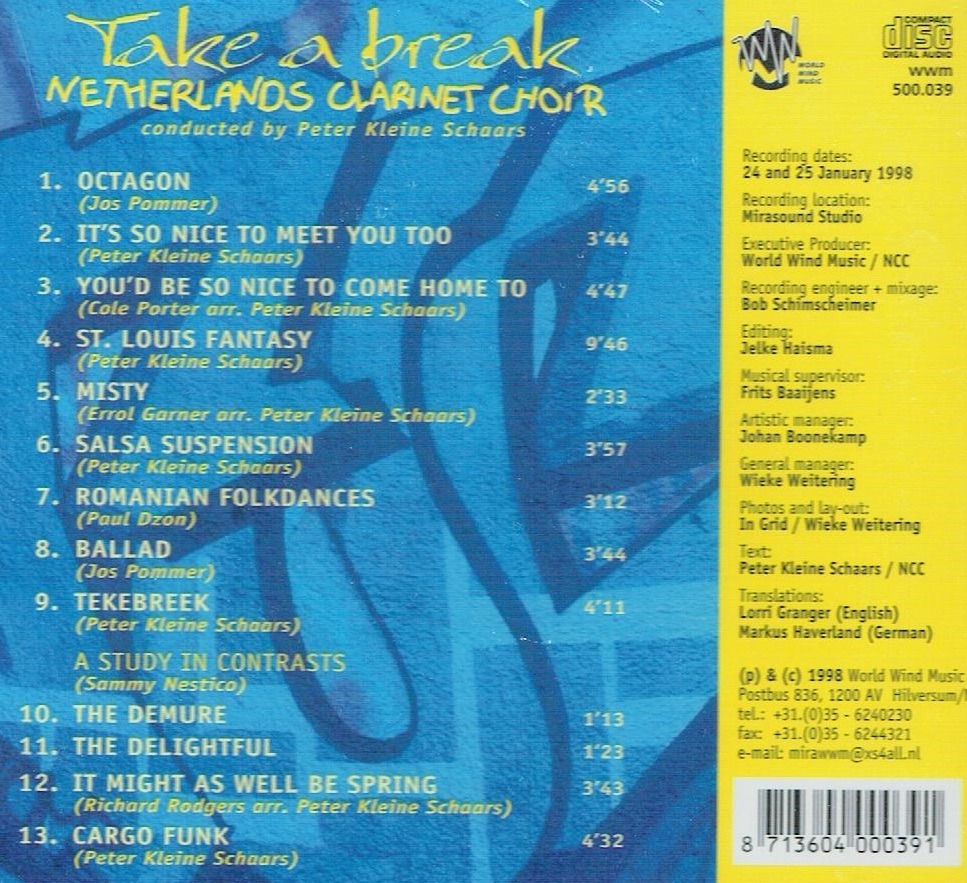 Take a break
NETHERLANDS CLARINET CHOIR
conducted by Peter Kleine Schaars
1. OCTAGON 4'56
(Jos Pommer)
2. IT'S SO NICE TO MEET YOU TOO 3'44
(Peter Kleine Schaars)
3. YOU'D BE SO NICE TO COME HOME TO 4'47
(Cole Porter arr. Peter Kleine Schaars)
4. ST. LOUIS FANTASY 9'46
(Peter Kleine Schaars)
5. MISTY 2'33
(Errol Garner arr. Peter Kleine Schaars)
6. SALSA SUSPENSION 3'57
(Peter Kleine Schaars)
7. ROMANIAN FOLKDANCES 3'12
(Paul Dzon)
8. BALLAD 3'44
(Jos Pommer)
9. TEKEBREEK 4'11
(Peter Kleine Schaars)
A STUDY IN CONTRASTS
(Sammy Nestico)
10. THE DEMURE 1'13
11. THE DELIGHTFUL 1'23
12. IT MIGHT AS WELL BE SPRING 3'43
(Richard Rodgers arr. Peter Kleine Schaars)
13. CARGO FUNK 4'32
(Peter Kleine Schaars)
WORLD
WIND
MUSIC
COMPACT
disc
DIGITAL AUDIO
WWM
500.039
Recording dates:
24 and 25 January 1998
Recording location:
Mirasound Studio
Executive Producer:
World Wind Music / NCC
Recording engineer + mixage:
Bob Schimscheimer
Editing:
Jelke Haisma
Musical supervisor:
Frits Baaijens
Artistic manager:
Johan Boonekamp
General manager:
Wieke Weitering
Photos and lay-out:
In Grid / Wieke Weitering
Text:
Peter Kleine Schaars / NCC
Translations:
Lorri Granger (English)
Markus Haverland (German)
(p) & (c) 1998 World Wind Music
Postbus 836, 1200 AV Hilversum/
tel.: +31.(0)35 - 6240230
fax: +31.(0)35 - 6244321
e-mail: mirawwm@xs4all.nl
8 713604 000391